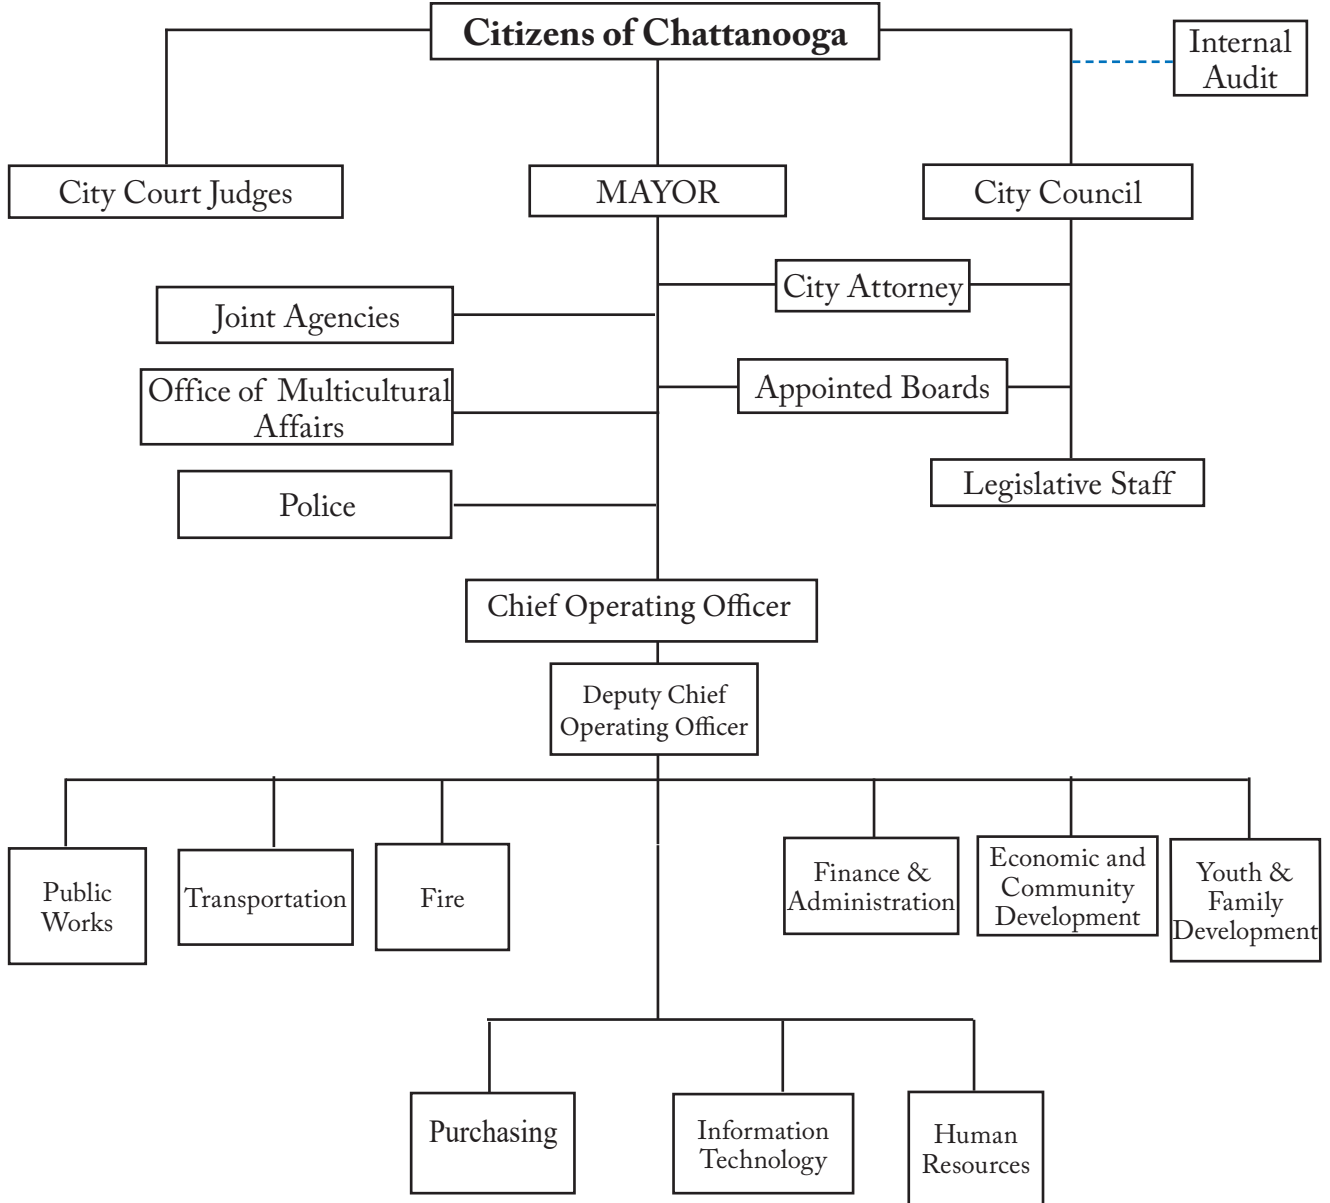 Citizens of Chattanooga
Internal
Audit
City Court Judges
MAYOR
City Council
City Attorney
Joint Agencies
Office of Multicultural
Affairs
Appointed Boards
Legislative Staff
Police
Chief Operating Officer
Deputy Chief
Operating Officer
Public
Works
Transportation
Fire
Finance &
Administration
Economic and
Community
Development
Youth &
Family
Development
Purchasing
Information
Technology
Human
Resources